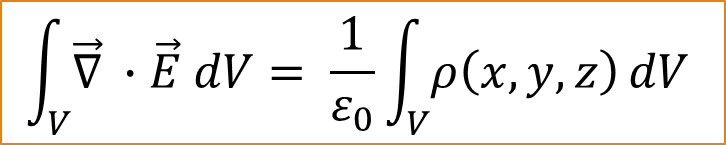 ∫_V ∇⃗ · E⃗ dV = 1/ε₀ ∫_V ρ(x, y, z) dV